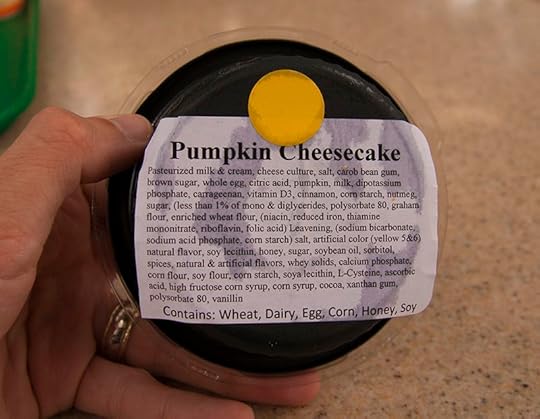 Pumpkin Cheesecake
Pasteurized milk & cream, cheese culture, salt, carob bean gum,
brown sugar, whole egg, citric acid, pumpkin, milk, dipotassium
phosphate, carrageenan, vitamin D3, cinnamon, corn starch, nutmeg,
sugar, (less than 1% of mono & diglycerides, polysorbate 80, graham
flour, enriched wheat flour, (niacin, reduced iron, thiamine
mononitrate, riboflavin, folic acid) Leavening, (sodium bicarbonate,
sodium acid phosphate, corn starch) salt, artificial color (yellow 5&6)
natural flavor, soy lecithin, honey, sugar, soybean oil, sorbitol,
spices, natural & artificial flavors, whey solids, calcium phosphate,
corn flour, soy flour, corn starch, soya lecithin, L-Cysteine, ascorbic
acid, high fructose corn syrup, corn syrup, cocoa, xanthan gum,
polysorbate 80, vanillin
Contains: Wheat, Dairy, Egg, Corn, Honey, Soy